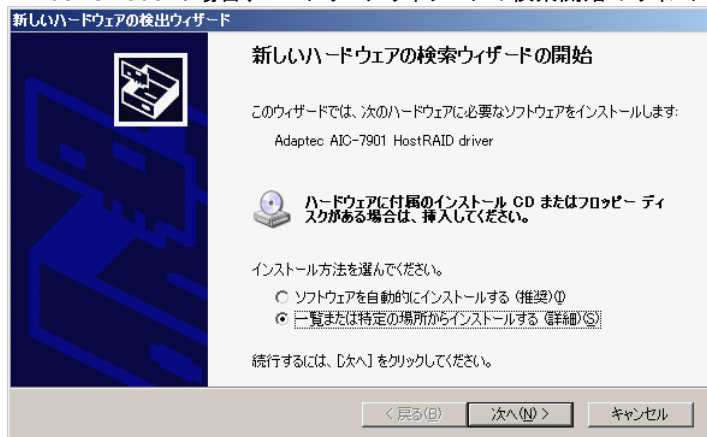 新しいハードウェアの検出ウィザード
新しいハードウェアの検索ウィザードの開始
このウィザードでは、次のハードウェアに必要なソフトウェアをインストールします:
Adaptec AIC-7901 HostRAID driver
ハードウェアに付属のインストール CD またはフロッピー ディ
スクがある場合は、挿入してください。
インストール方法を選んでください。
ソフトウェアを自動的にインストールする (推奨)(I)
一覧または特定の場所からインストールする (詳細)(S)
続行するには、[次へ] をクリックしてください。
< 戻る(B)
次へ(N) >
キャンセル